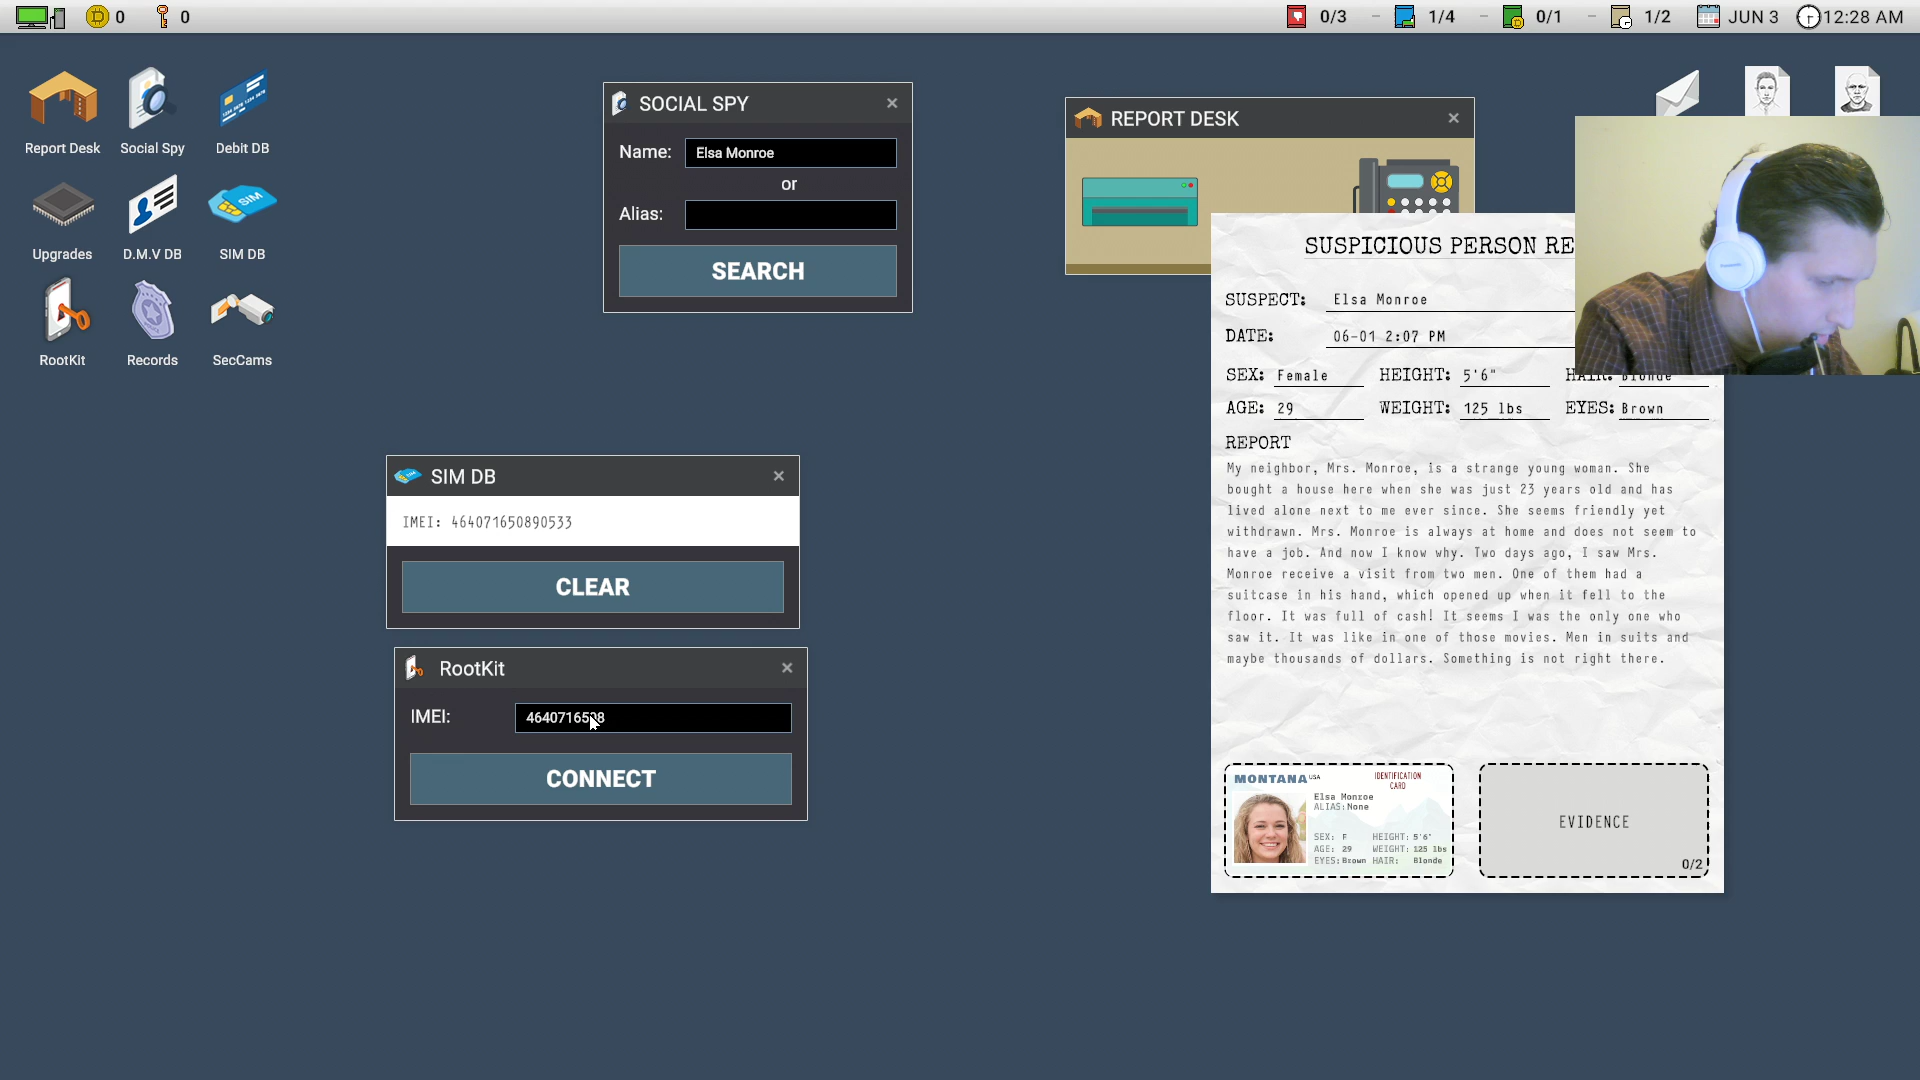 0
0
0/3
1/4
0/1
1/2
JUN 3
12:28 AM
Report Desk
Social Spy
Debit DB
Upgrades
D.M.V DB
SIM DB
RootKit
Records
SecCams
SOCIAL SPY
Name:
Elsa Monroe
or
Alias:
SEARCH
SIM DB
IMEI: 464071650890533
CLEAR
RootKit
IMEI:
CONNECT
REPORT DESK
SUSPICIOUS PERSON RE
SUSPECT: Elsa Monroe
DATE: 06-01 2:07 PM
SEX: Female HEIGHT: 5'6" HAIR: Blonde
AGE: 29 WEIGHT: 125 lbs EYES: Brown
REPORT
My neighbor, Mrs. Monroe, is a strange young woman. She
bought a house here when she was just 23 years old and has
lived alone next to me ever since. She seems friendly yet
withdrawn. Mrs. Monroe is always at home and does not seem to
have a job. And now I know why. Two days ago, I saw Mrs.
Monroe receive a visit from two men. One of them had a
suitcase in his hand, which opened up when it fell to the
floor. It was full of cash! It seems I was the only one who
saw it. It was like in one of those movies. Men in suits and
maybe thousands of dollars. Something is not right there.
MONTANA USA
IDENTIFICATION
CARD
Elsa Monroe
ALIAS: None
SEX: F HEIGHT: 5'6"
AGE: 29 WEIGHT: 125 lbs
EYES: Brown HAIR: Blonde
EVIDENCE
0/2